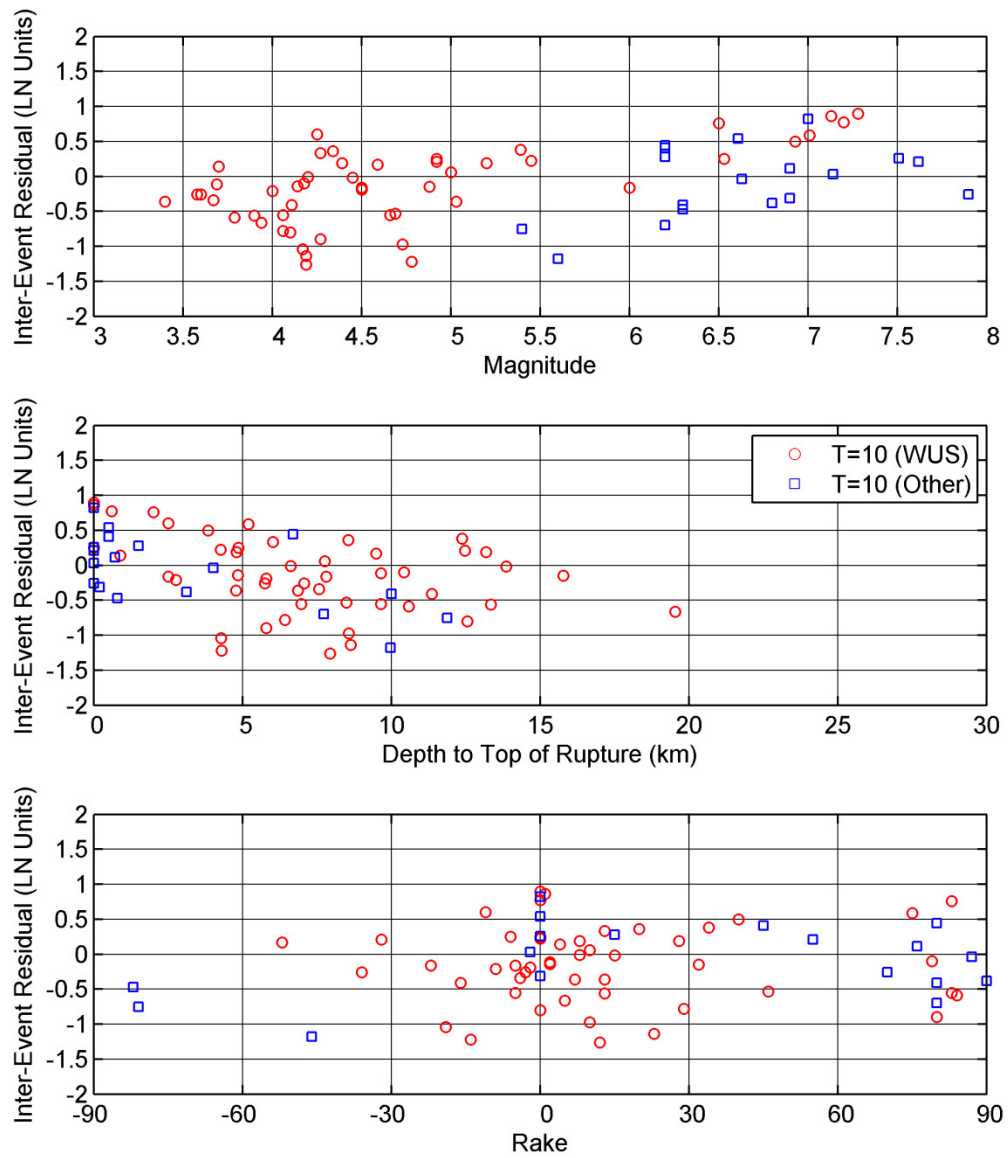 Inter-Event Residual (LN Units)
2
1.5
1
0.5
0
-0.5
-1
-1.5
-2
3 3.5 4 4.5 5 5.5 6 6.5 7 7.5 8
Magnitude
Inter-Event Residual (LN Units)
2
1.5
1
0.5
0
-0.5
-1
-1.5
-2
T=10 (WUS)
T=10 (Other)
0 5 10 15 20 25 30
Depth to Top of Rupture (km)
Inter-Event Residual (LN Units)
2
1.5
1
0.5
0
-0.5
-1
-1.5
-2
-90 -60 -30 0 30 60 90
Rake